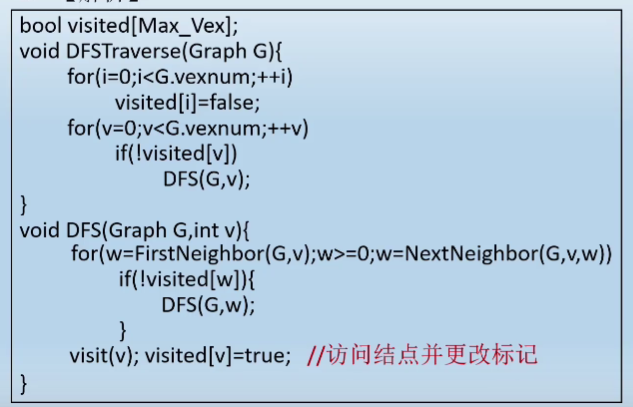 bool visited[Max_Vex];
void DFSTraverse(Graph G){
for(i=0;i<G.vexnum;++i)
visited[i]=false;
for(v=0;v<G.vexnum;++v)
if(!visited[v])
DFS(G,v);
}
void DFS(Graph G,int v){
for(w=FirstNeighbor(G,v);w>=0;w=NextNeighbor(G,v,w))
if(!visited[w]){
DFS(G,w);
}
visit(v); visited[v]=true; //访问结点并更改标记
}